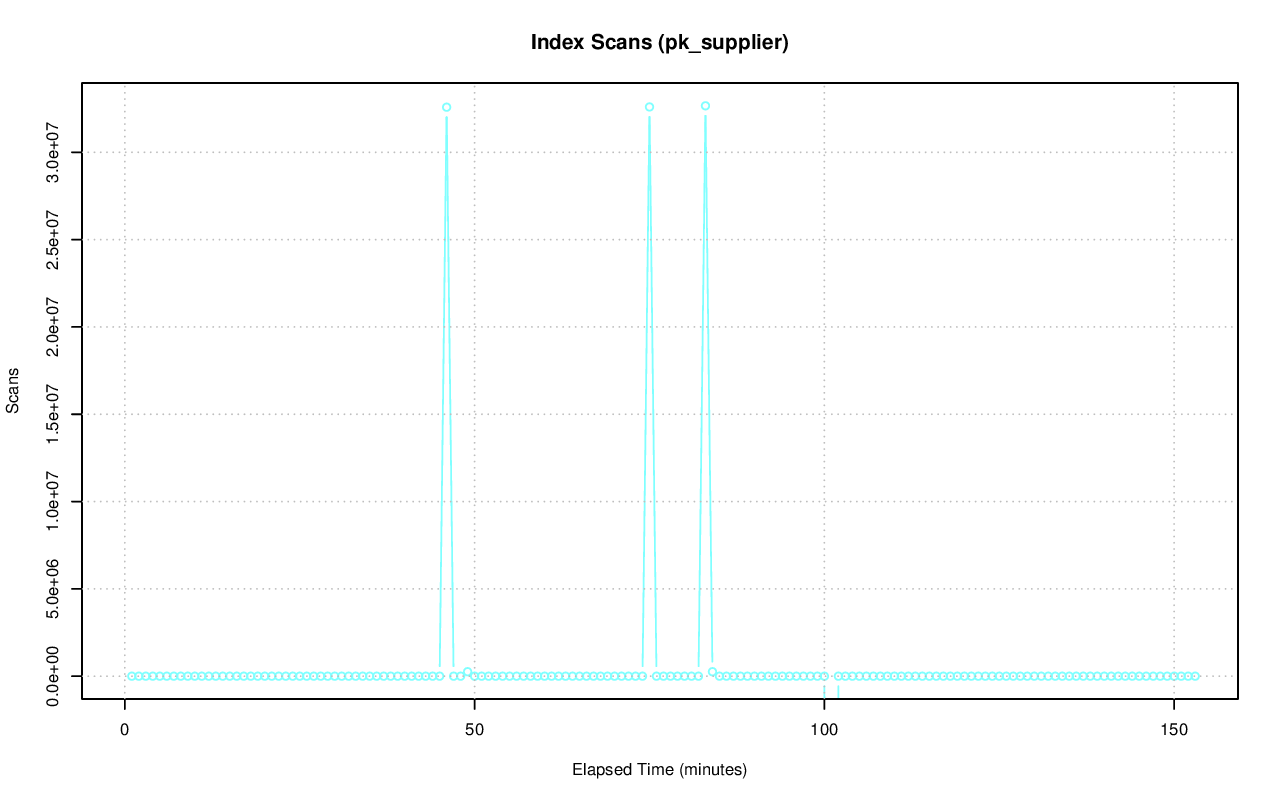 Index Scans (pk_supplier)
Scans
3.0e+07
2.5e+07
2.0e+07
1.5e+07
1.0e+07
5.0e+06
0.0e+00
0 50 100 150
Elapsed Time (minutes)